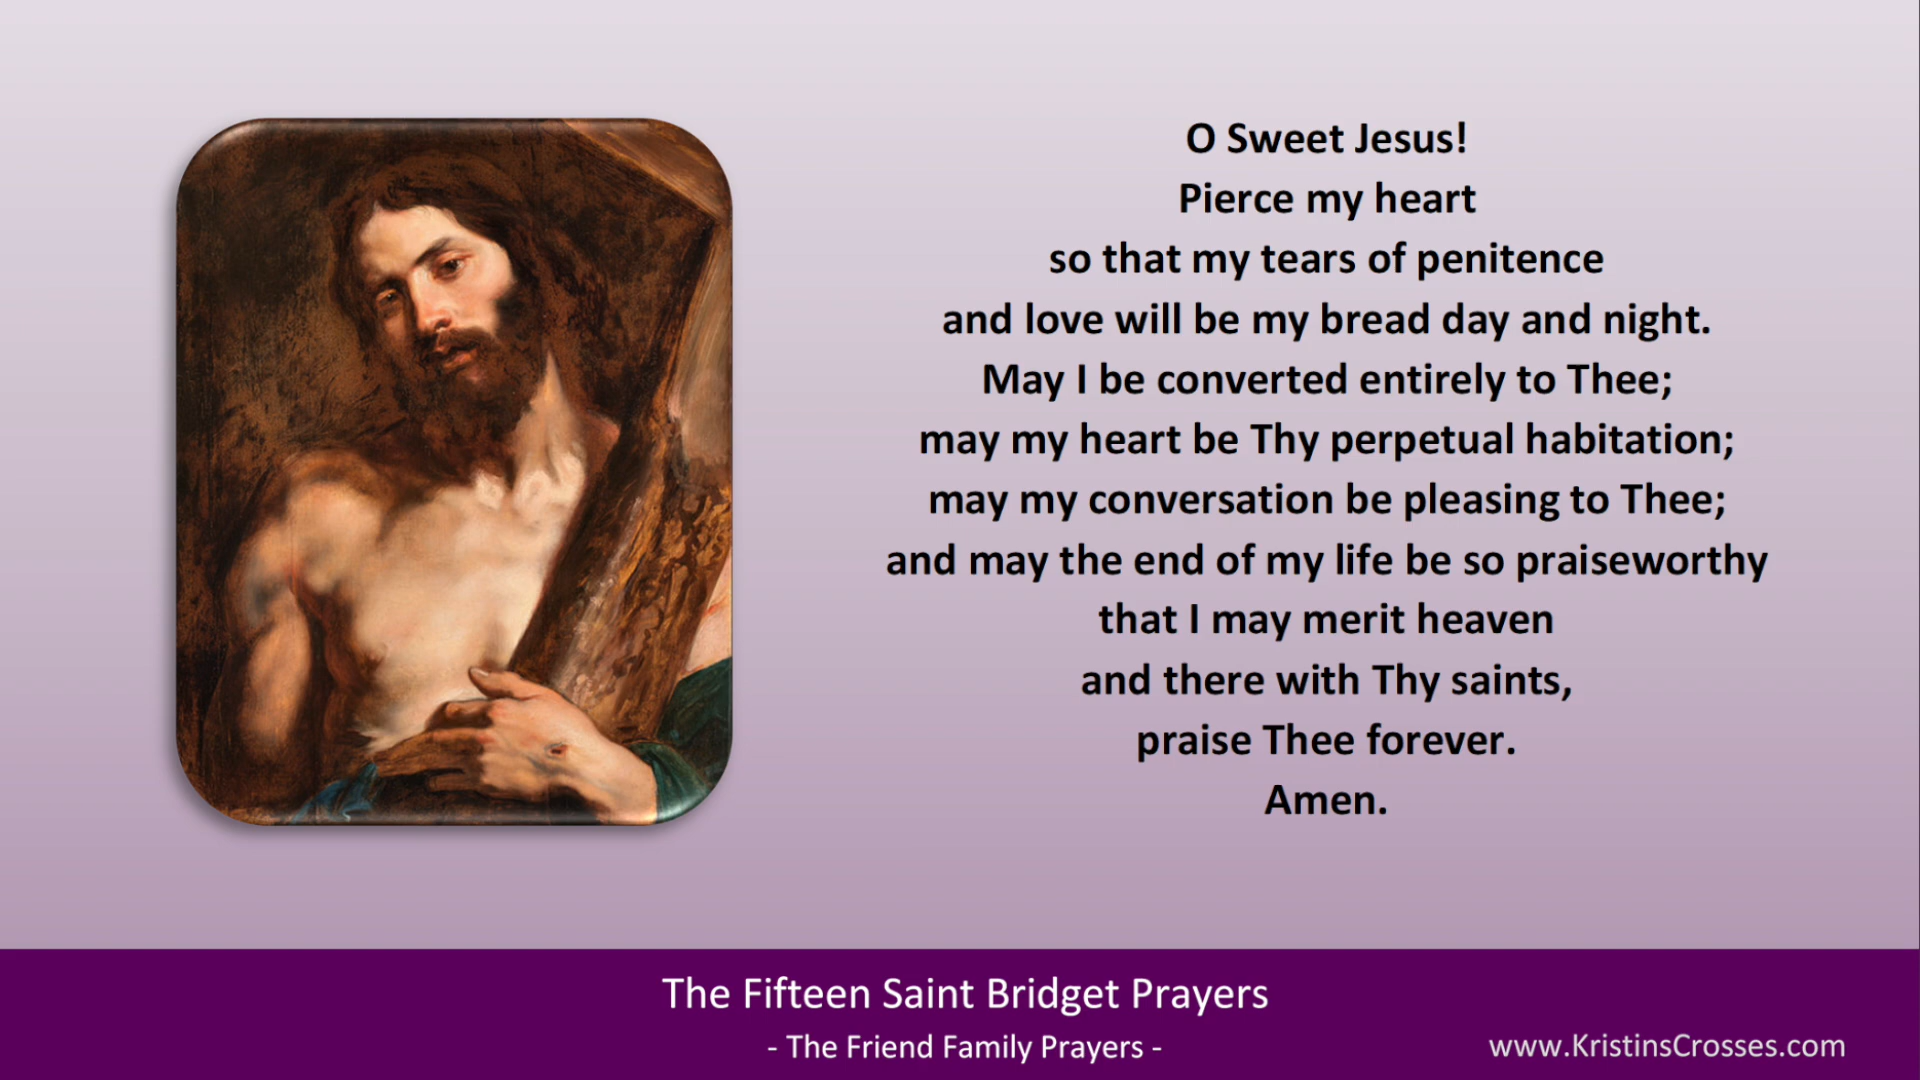 O Sweet Jesus!
Pierce my heart
so that my tears of penitence
and love will be my bread day and night.
May I be converted entirely to Thee;
may my heart be Thy perpetual habitation;
may my conversation be pleasing to Thee;
and may the end of my life be so praiseworthy
that I may merit heaven
and there with Thy saints,
praise Thee forever.
Amen.
The Fifteen Saint Bridget Prayers
- The Friend Family Prayers -
www.KristinsCrosses.com